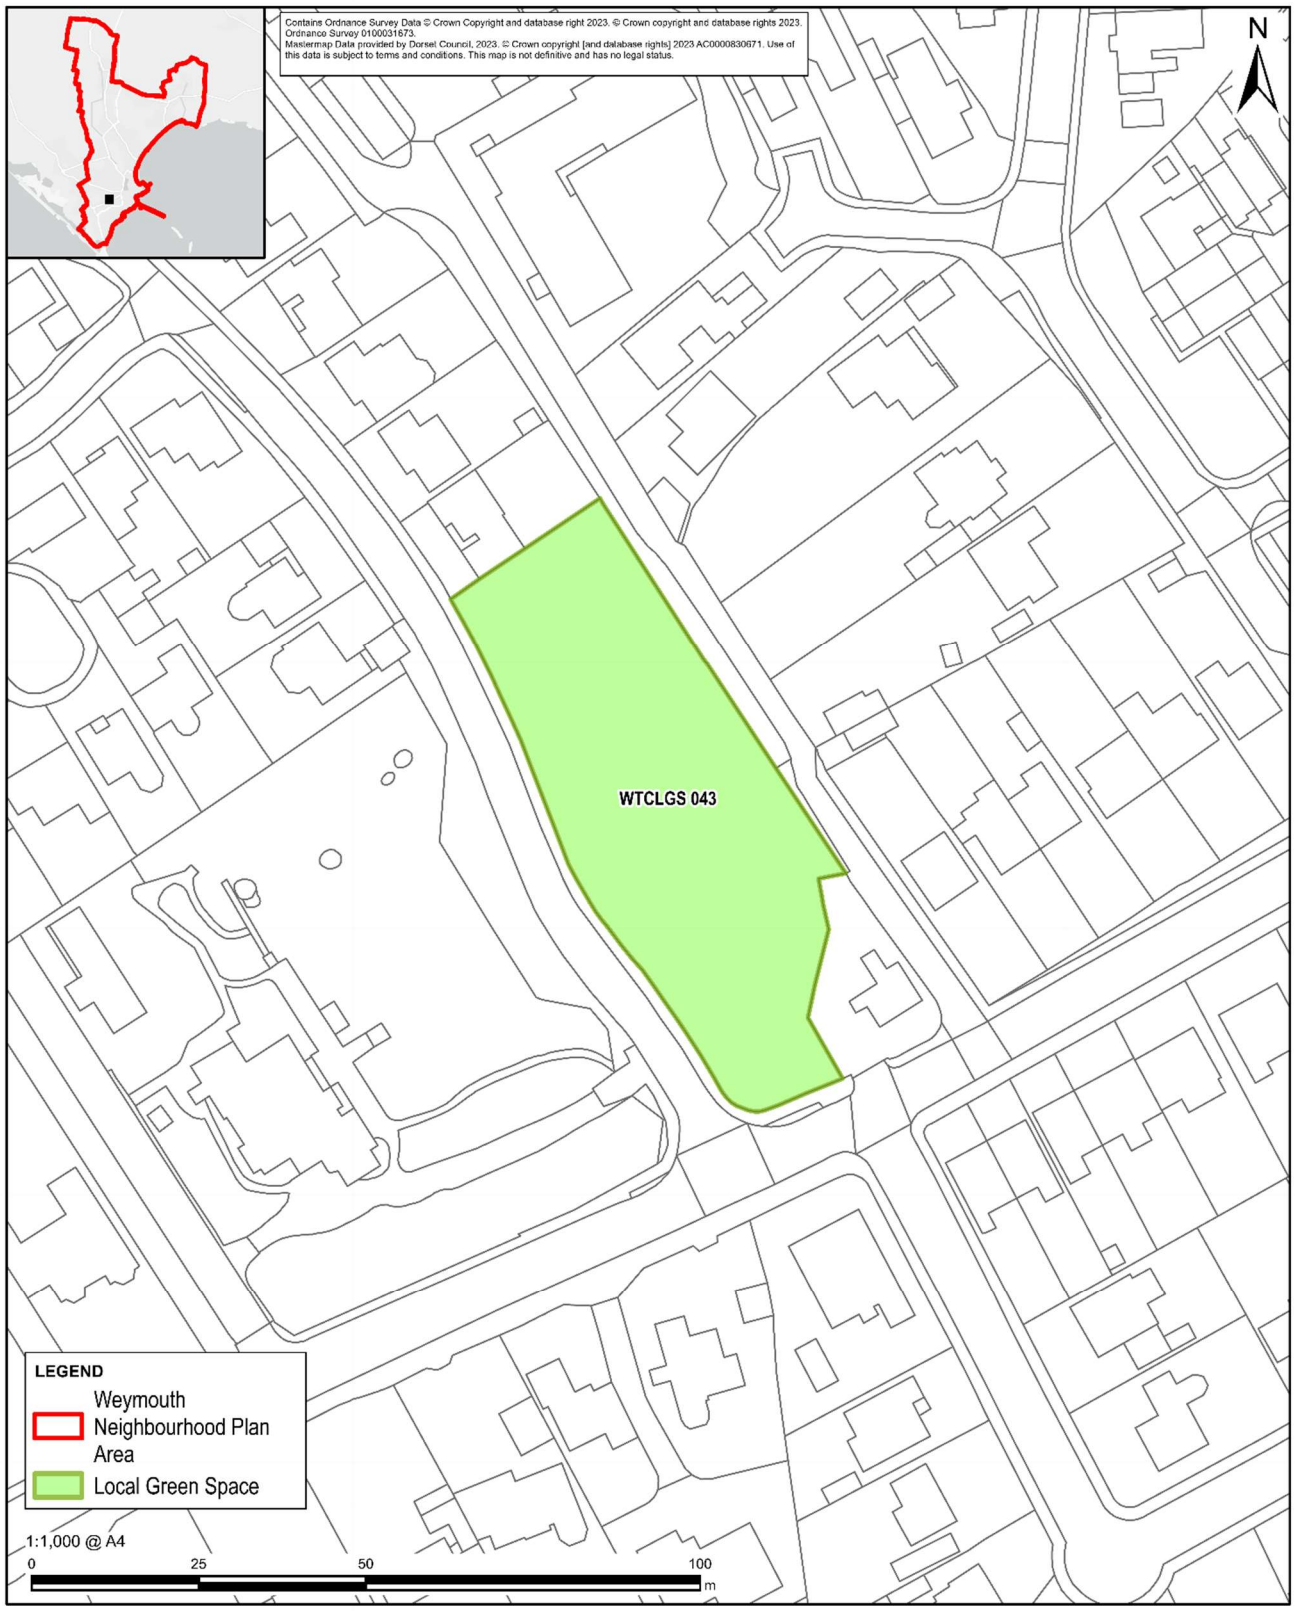 Contains Ordnance Survey Data © Crown Copyright and database right 2023. © Crown copyright and database rights 2023.
Ordnance Survey 0100031673.
Mastermap Data provided by Dorset Council, 2023. © Crown copyright [and database rights] 2023 AC0000830671. Use of
this data is subject to terms and conditions. This map is not definitive and has no legal status.
N
WTCLGS 043
LEGEND
Weymouth
Neighbourhood Plan
Area
Local Green Space
1:1,000 @ A4
0 25 50 100
m